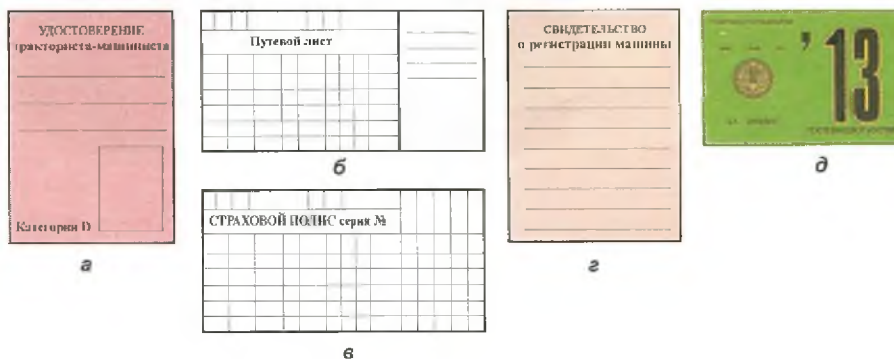 УДОСТОВЕРЕНИЕ
тракториста-машиниста
Категория D
а
Путевой лист
б
СТРАХОВОЙ ПОЛИС серия №
в
СВИДЕТЕЛЬСТВО
о регистрации машины
г
’13
д